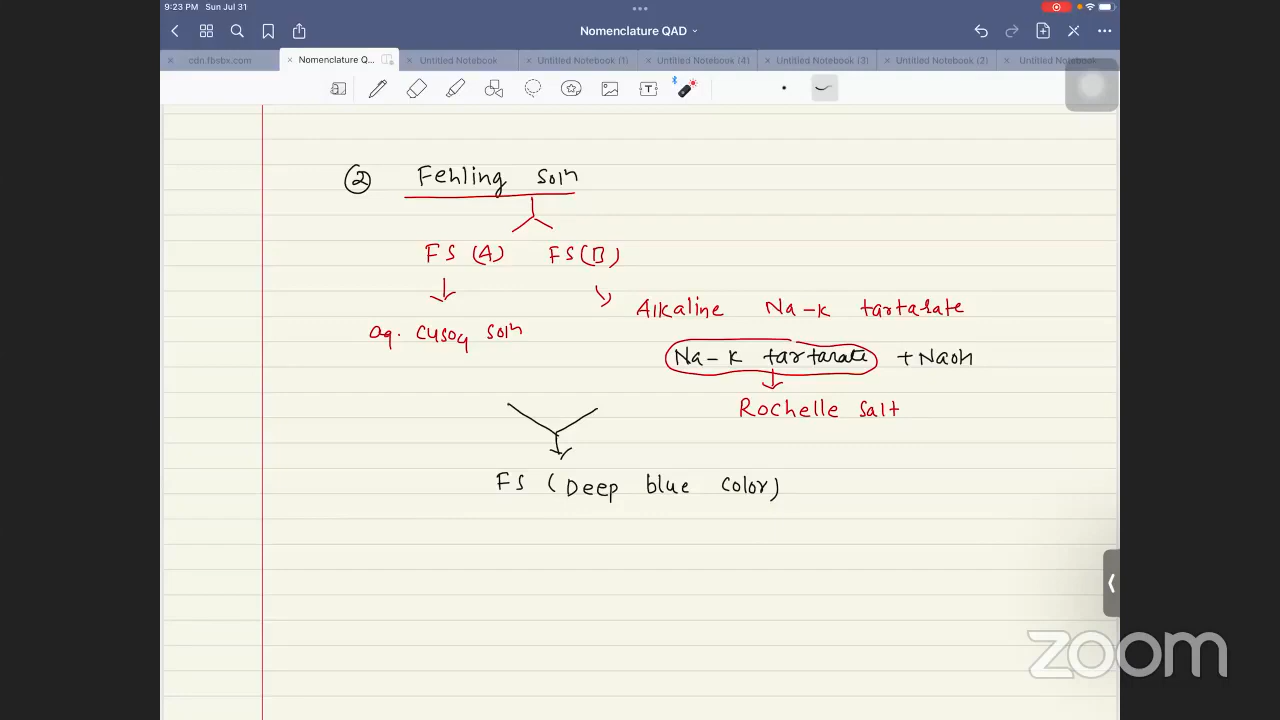 9:23 PM Sun Jul 31
Nomenclature QAD
cdn.fbsbx.com
Nomenclature Q...
Untitled Notebook
Untitled Notebook (1)
Untitled Notebook (4)
Untitled Notebook (3)
Untitled Notebook (2)
Untitled Notebook
② Fehling Soln
FS (A) FS(B)
Alkaline Na-K tartarate
aq. CuSO4 Soln
Na-K tartarate + NaOH
Rochelle Salt
FS (Deep blue color)
zoom